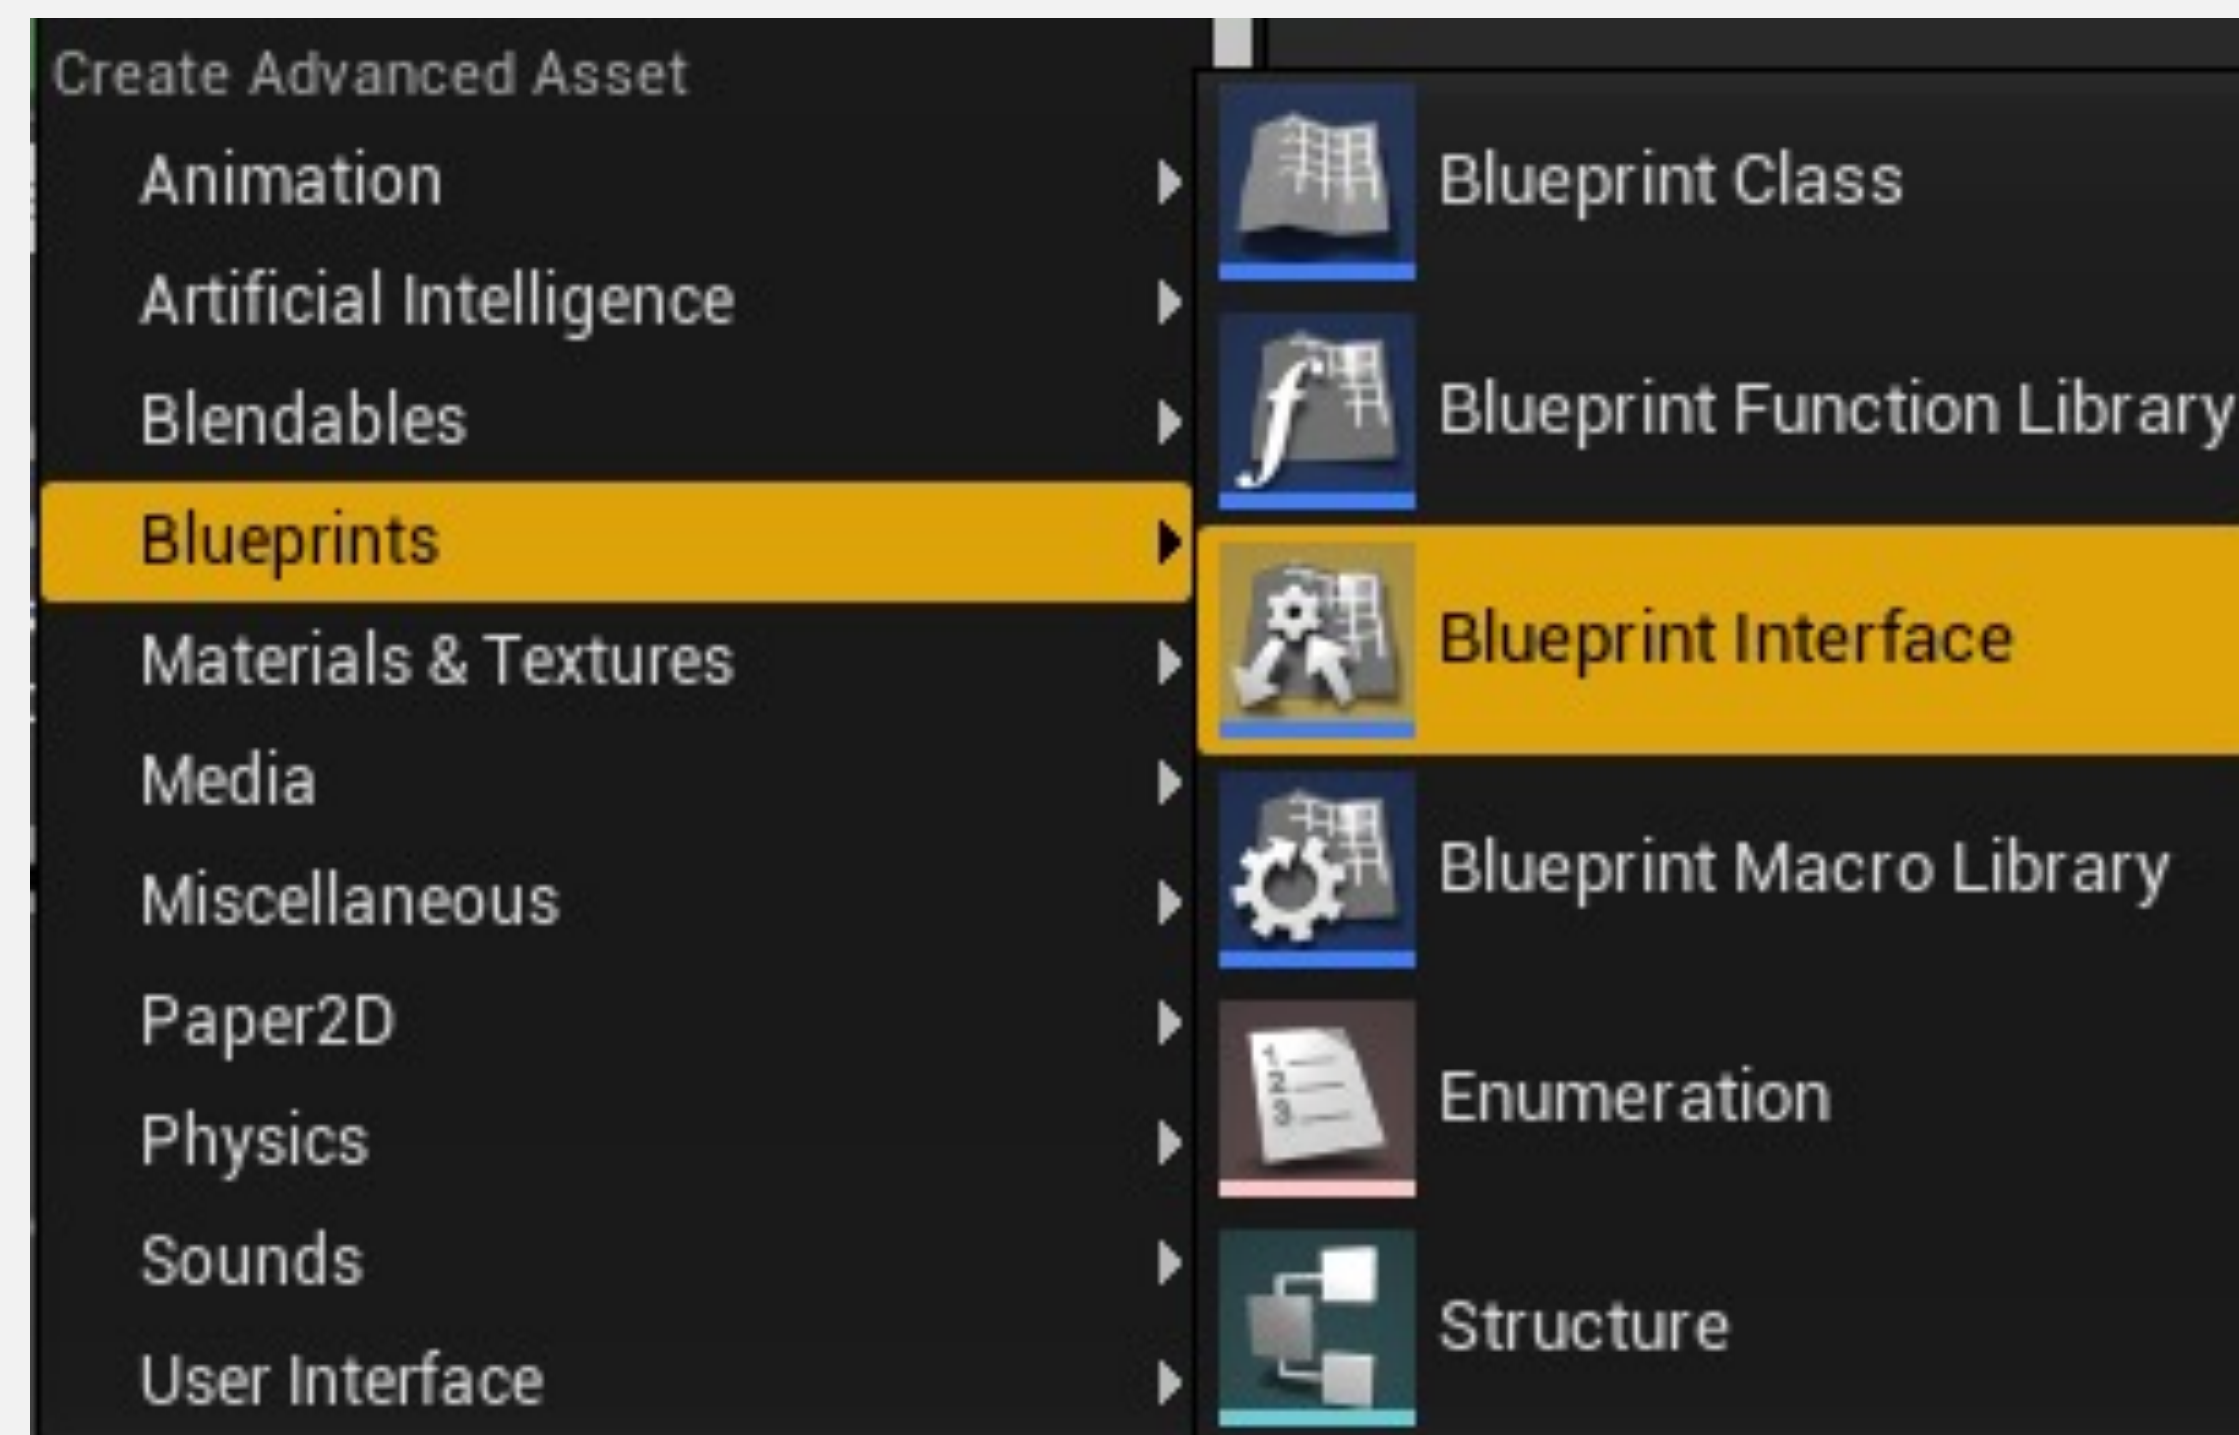 Create Advanced Asset
Animation
Artificial Intelligence
Blendables
Blueprints
Materials & Textures
Media
Miscellaneous
Paper2D
Physics
Sounds
User Interface
Blueprint Class
Blueprint Function Library
Blueprint Interface
Blueprint Macro Library
Enumeration
Structure